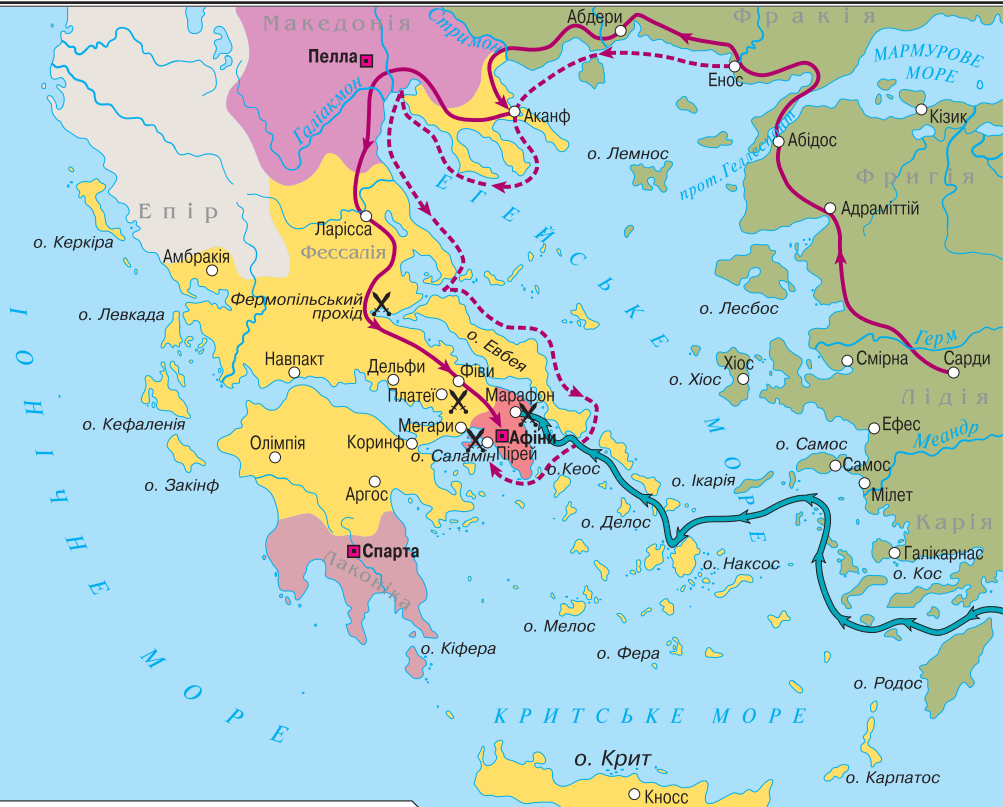 Македонія
Стримон
Абдери
Фракія
Пелла
Енос
МАРМУРОВЕ
МОРЕ
Галіакмон
Аканф
Кізик
прот. Геллеспонт
Абідос
о. Лемнос
Фригія
Епір
Адраміттій
о. Керкіра
Ларісса
Фессалія
Амбракія
ЕГЕЙСЬКЕ МОРЕ
Фермопільський
прохід
о. Левкада
о. Лесбос
о. Евбея
Герм
Навпакт
Дельфи
Фіви
Хіос
о. Хіос
Смірна
Сарди
Платеї
Марафон
Лідія
о. Кефаленія
Мегари
Афіни
Ефес
Меандр
Олімпія
Коринф
о. Саламін
Пірей
о. Самос
Самос
о. Кеос
о. Закінф
Аргос
о. Ікарія
Мілет
о. Делос
Карія
Спарта
Лаконіка
о. Наксос
Галікарнас
о. Кос
ІОНІЧНЕ МОРЕ
о. Мелос
о. Кіфера
о. Фера
о. Родос
КРИТСЬКЕ МОРЕ
о. Крит
о. Карпатос
Кносс